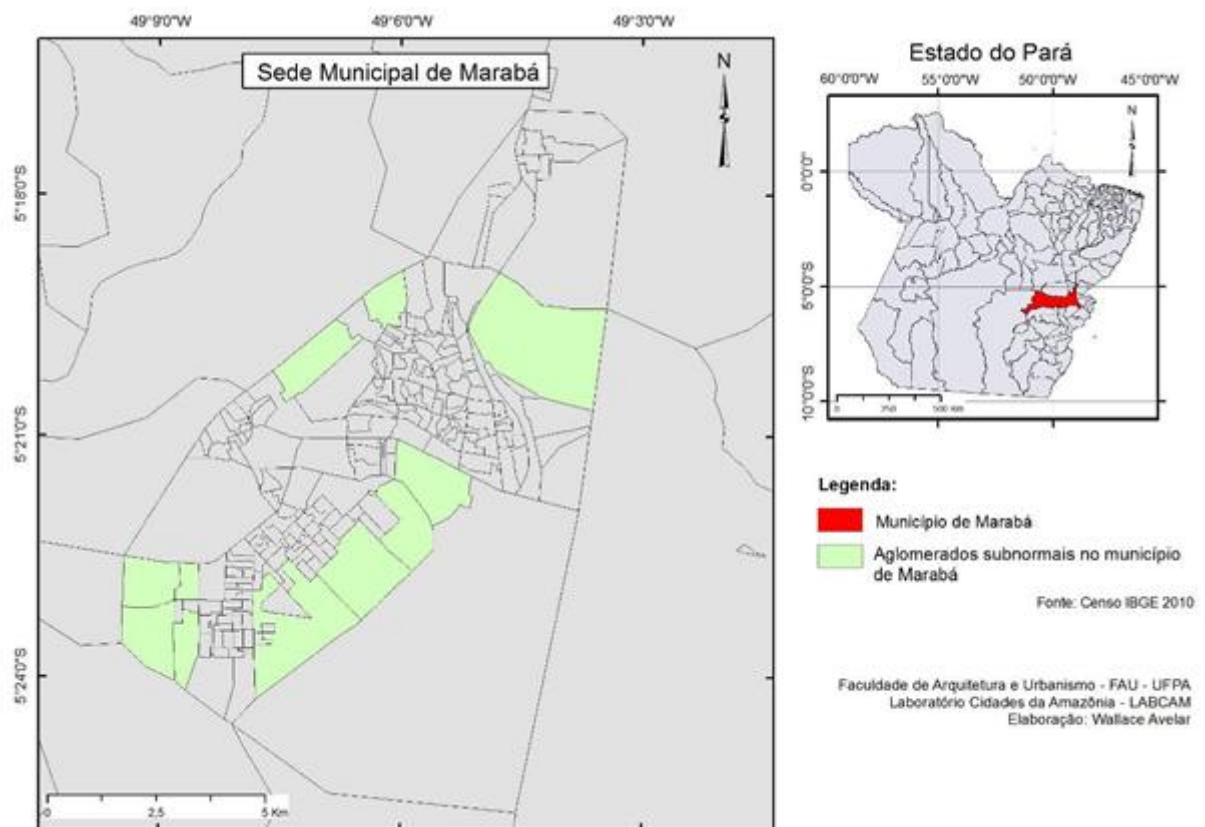 49°9'0"W
49°6'0"W
49°3'0"W
Sede Municipal de Marabá
N
5°18'0"S
5°21'0"S
5°24'0"S
0
2,5
5 Km
Estado do Pará
60°0'0"W
55°0'0"W
50°0'0"W
45°0'0"W
N
0°0'0"
5°0'0"S
10°0'0"S
0
250
500 Km
Legenda:
Município de Marabá
Aglomerados subnormais no município
de Marabá
Fonte: Censo IBGE 2010
Faculdade de Arquitetura e Urbanismo - FAU - UFPA
Laboratório Cidades da Amazônia - LABCAM
Elaboração: Wallace Avelar